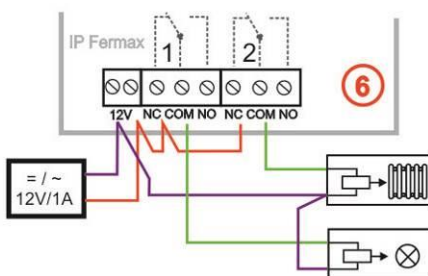 IP Fermax
1 2
6
12V NC COM NO NC COM NO
= / ~
12V/1A